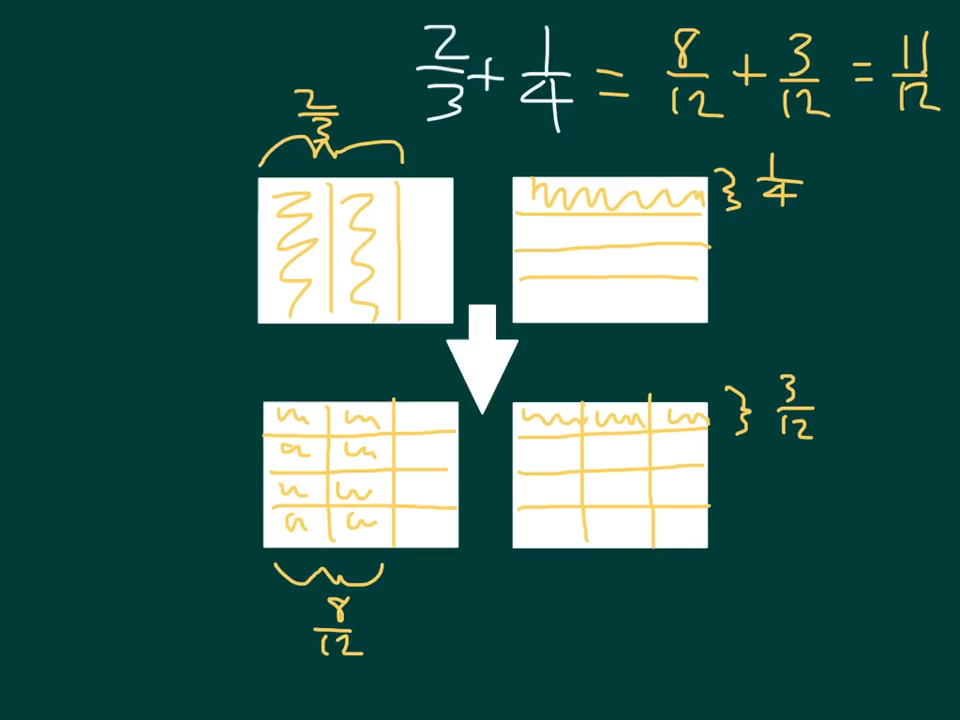 2/3 + 1/4 = 8/12 + 3/12 = 11/12
2/3
1/4
3/12
8/12